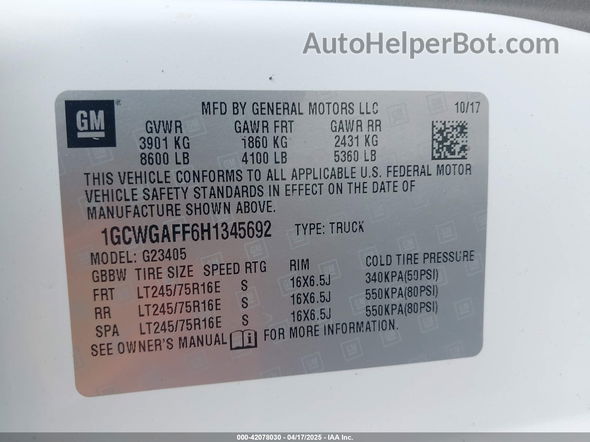 AutoHelperBot.com
GM
MFD BY GENERAL MOTORS LLC 10/17
GVWR GAWR FRT GAWR RR
3901 KG 1860 KG 2431 KG
8600 LB 4100 LB 5360 LB
THIS VEHICLE CONFORMS TO ALL APPLICABLE U.S. FEDERAL MOTOR
VEHICLE SAFETY STANDARDS IN EFFECT ON THE DATE OF
MANUFACTURE SHOWN ABOVE.
1GCWGAFF6H1345692 TYPE: TRUCK
MODEL: G23405
GBBW TIRE SIZE SPEED RTG RIM COLD TIRE PRESSURE
FRT LT245/75R16E S 16X6.5J 340KPA(50PSI)
RR LT245/75R16E S 16X6.5J 550KPA(80PSI)
SPA LT245/75R16E S 16X6.5J 550KPA(80PSI)
SEE OWNER'S MANUAL FOR MORE INFORMATION.
000-42078030 - 04/17/2025 - IAA Inc.